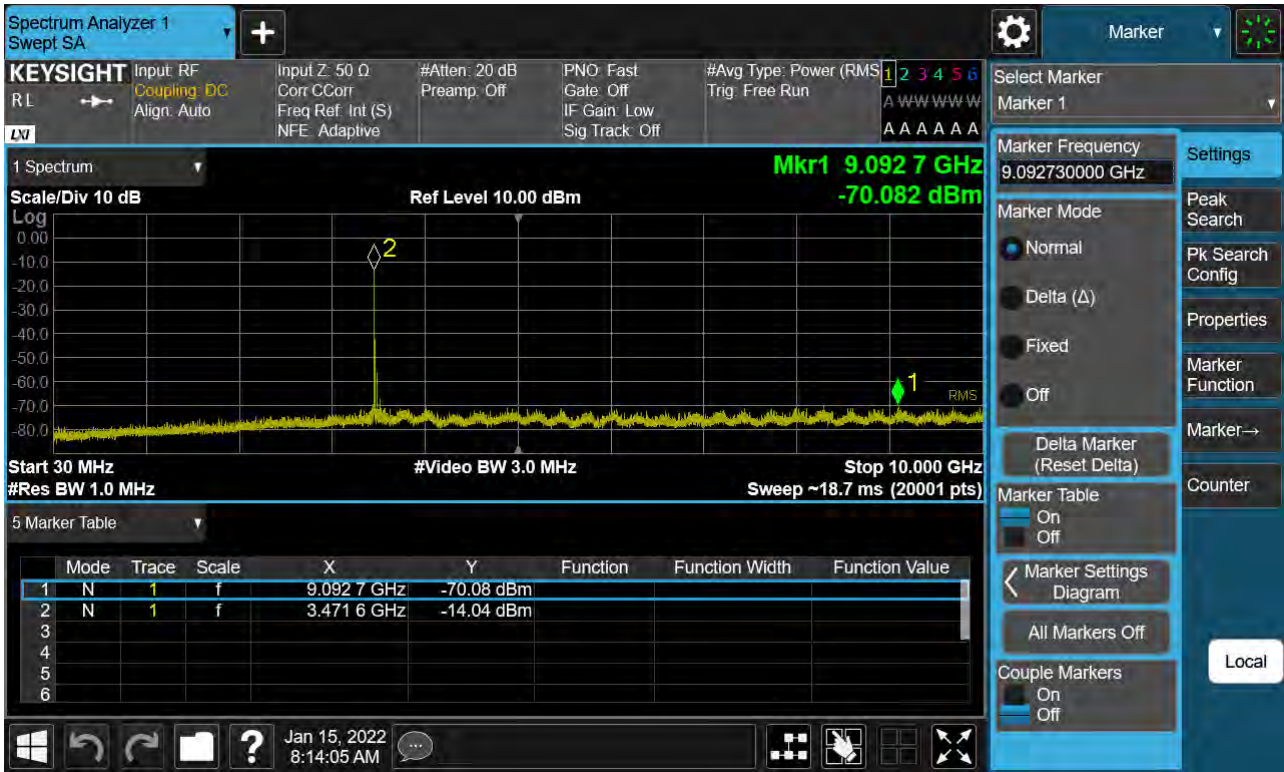 Spectrum Analyzer 1
Swept SA
+
Marker
KEYSIGHT
RL
LXI
Input: RF
Coupling: DC
Align: Auto
Input Z: 50 Ω
Corr CCorr
Freq Ref: Int (S)
NFE: Adaptive
#Atten: 20 dB
Preamp: Off
PNO: Fast
Gate: Off
IF Gain: Low
Sig Track: Off
#Avg Type: Power (RMS
Trig: Free Run
1 2 3 4 5 6
A W W W W W
A A A A A A
1 Spectrum
Mkr1 9.092 7 GHz
-70.082 dBm
Scale/Div 10 dB
Ref Level 10.00 dBm
Log
0.00
-10.0
-20.0
-30.0
-40.0
-50.0
-60.0
-70.0
-80.0
2
1
RMS
Start 30 MHz
#Video BW 3.0 MHz
Stop 10.000 GHz
#Res BW 1.0 MHz
Sweep ~18.7 ms (20001 pts)
5 Marker Table
Mode Trace Scale X Y Function Function Width Function Value
1 N 1 f 9.092 7 GHz -70.08 dBm
2 N 1 f 3.471 6 GHz -14.04 dBm
3
4
5
6
Select Marker
Marker 1
Marker Frequency
9.092730000 GHz
Marker Mode
Normal
Delta (Δ)
Fixed
Off
Delta Marker
(Reset Delta)
Marker Table
On
Off
Marker Settings
Diagram
All Markers Off
Couple Markers
On
Off
Settings
Peak
Search
Pk Search
Config
Properties
Marker
Function
Marker→
Counter
Local
?
Jan 15, 2022
8:14:05 AM